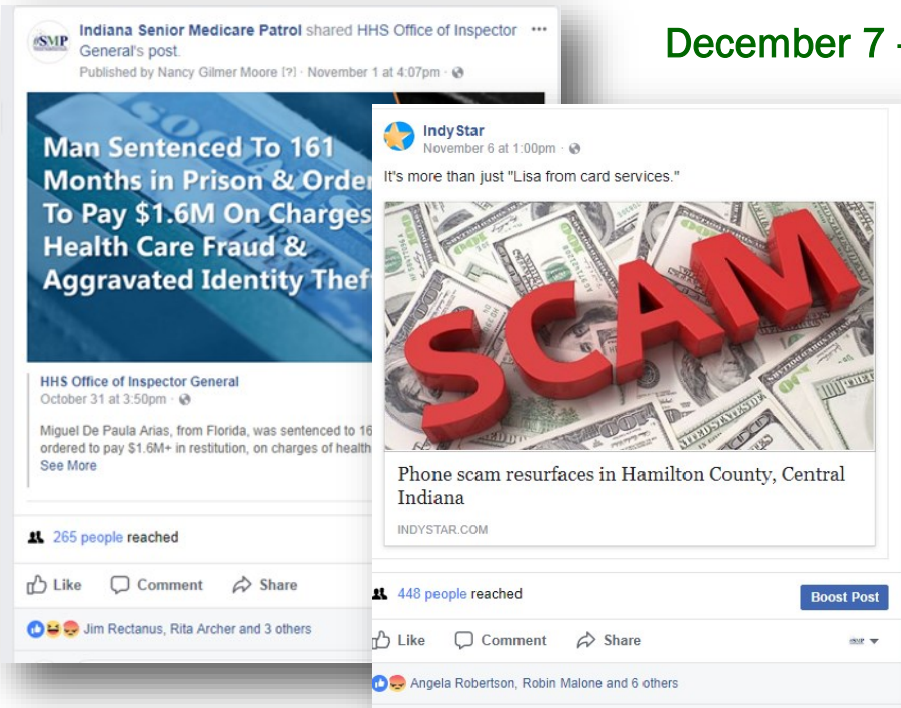 Indiana Senior Medicare Patrol shared HHS Office of Inspector
General's post.
Published by Nancy Gilmer Moore [?] · November 1 at 4:07pm ·
SMP
Man Sentenced To 161
Months in Prison & Order
To Pay $1.6M On Charges
Health Care Fraud &
Aggravated Identity Thef
SOCIAL
HHS Office of Inspector General
October 31 at 3:50pm ·
Miguel De Paula Arias, from Florida, was sentenced to 16
ordered to pay $1.6M+ in restitution, on charges of health
See More
265 people reached
Like Comment Share
Jim Rectanus, Rita Archer and 3 others
December 7 -
IndyStar
November 6 at 1:00pm ·
It's more than just "Lisa from card services."
SCAM
Phone scam resurfaces in Hamilton County, Central
Indiana
INDYSTAR.COM
448 people reached
Boost Post
Like Comment Share
Angela Robertson, Robin Malone and 6 others